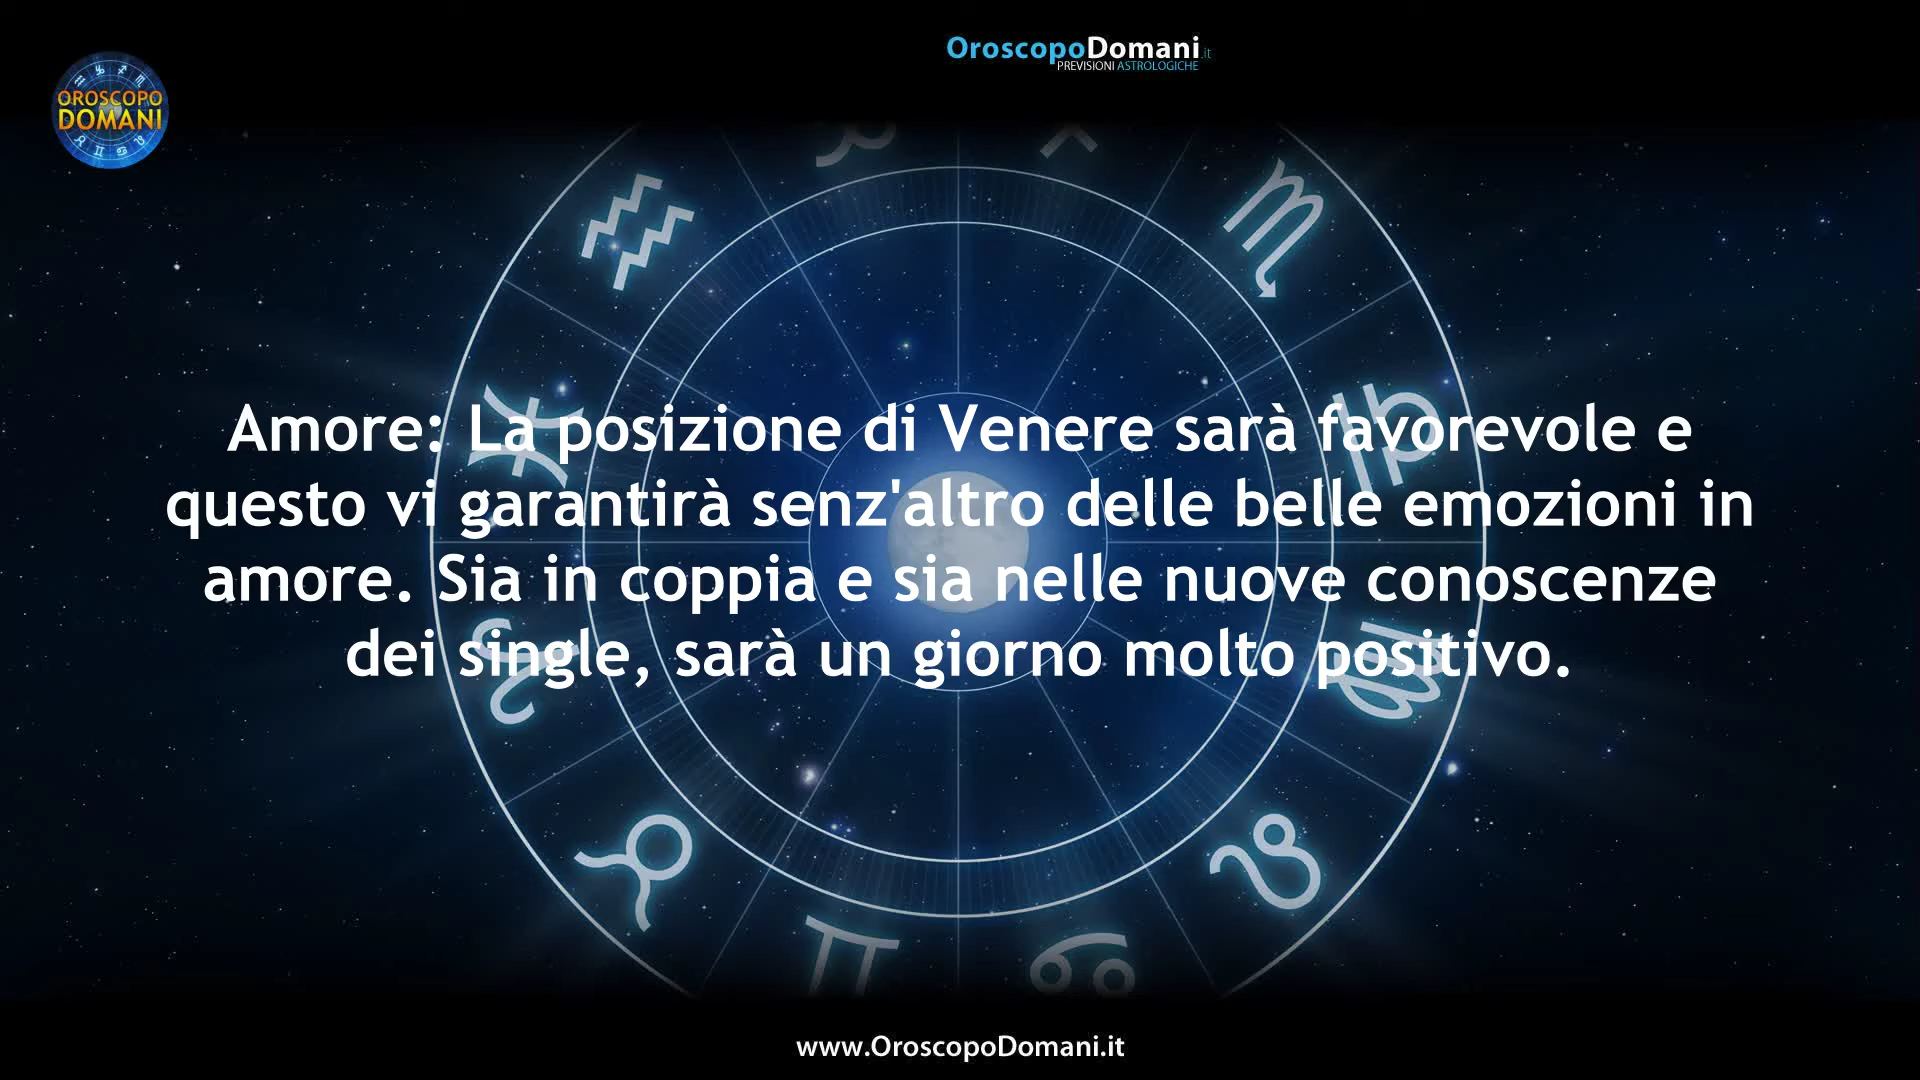 OroscopoDomani.it
PREVISIONI ASTROLOGICHE
OROSCOPO
DOMANI
Amore: La posizione di Venere sarà favorevole e
questo vi garantirà senz'altro delle belle emozioni in
amore. Sia in coppia e sia nelle nuove conoscenze
dei single, sarà un giorno molto positivo.
www.OroscopoDomani.it